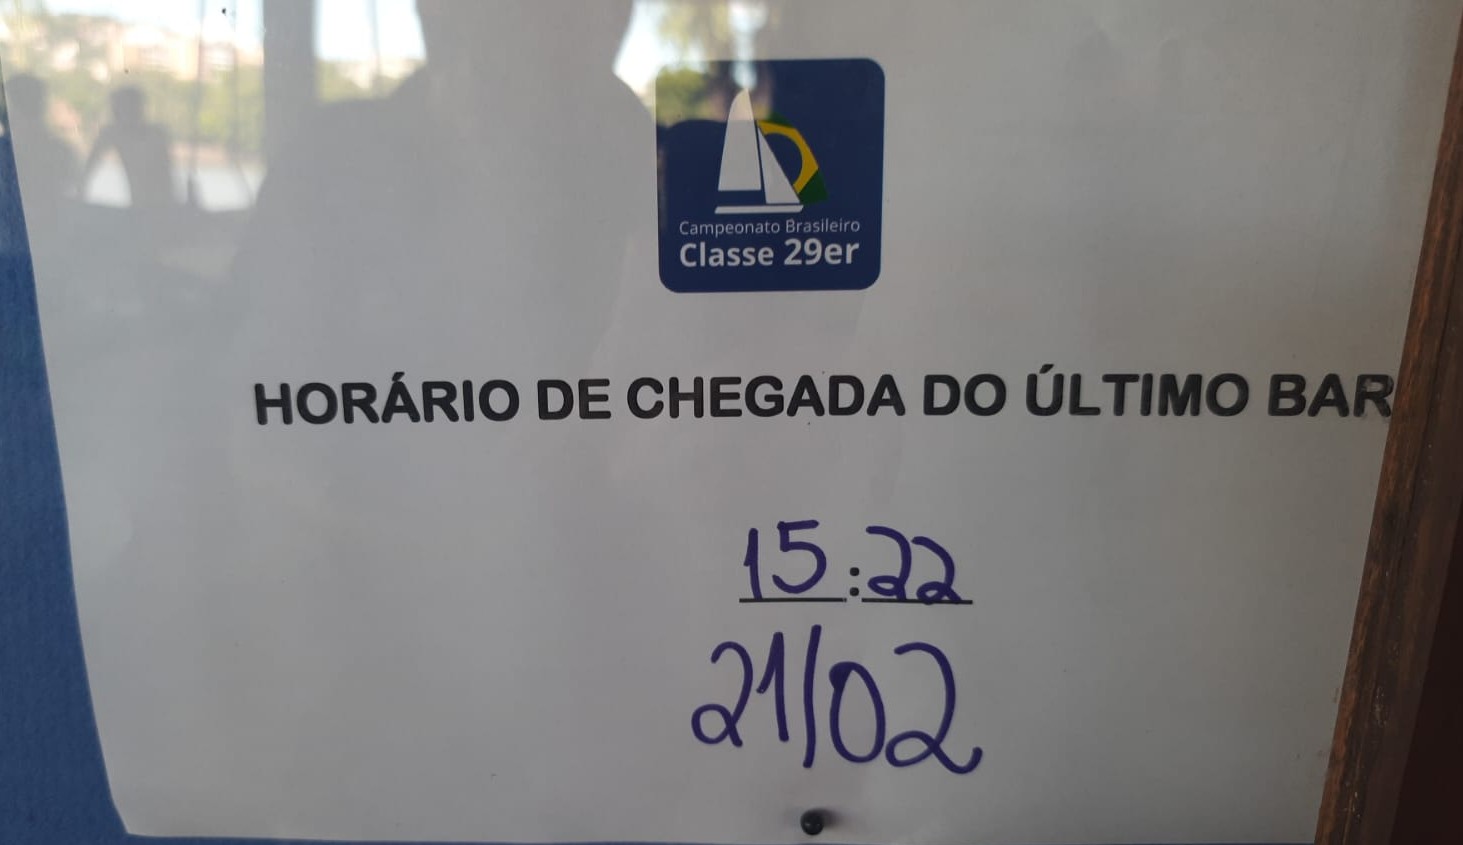 Campeonato Brasileiro
Classe 29er
HORÁRIO DE CHEGADA DO ÚLTIMO BAR
15:22
21/02